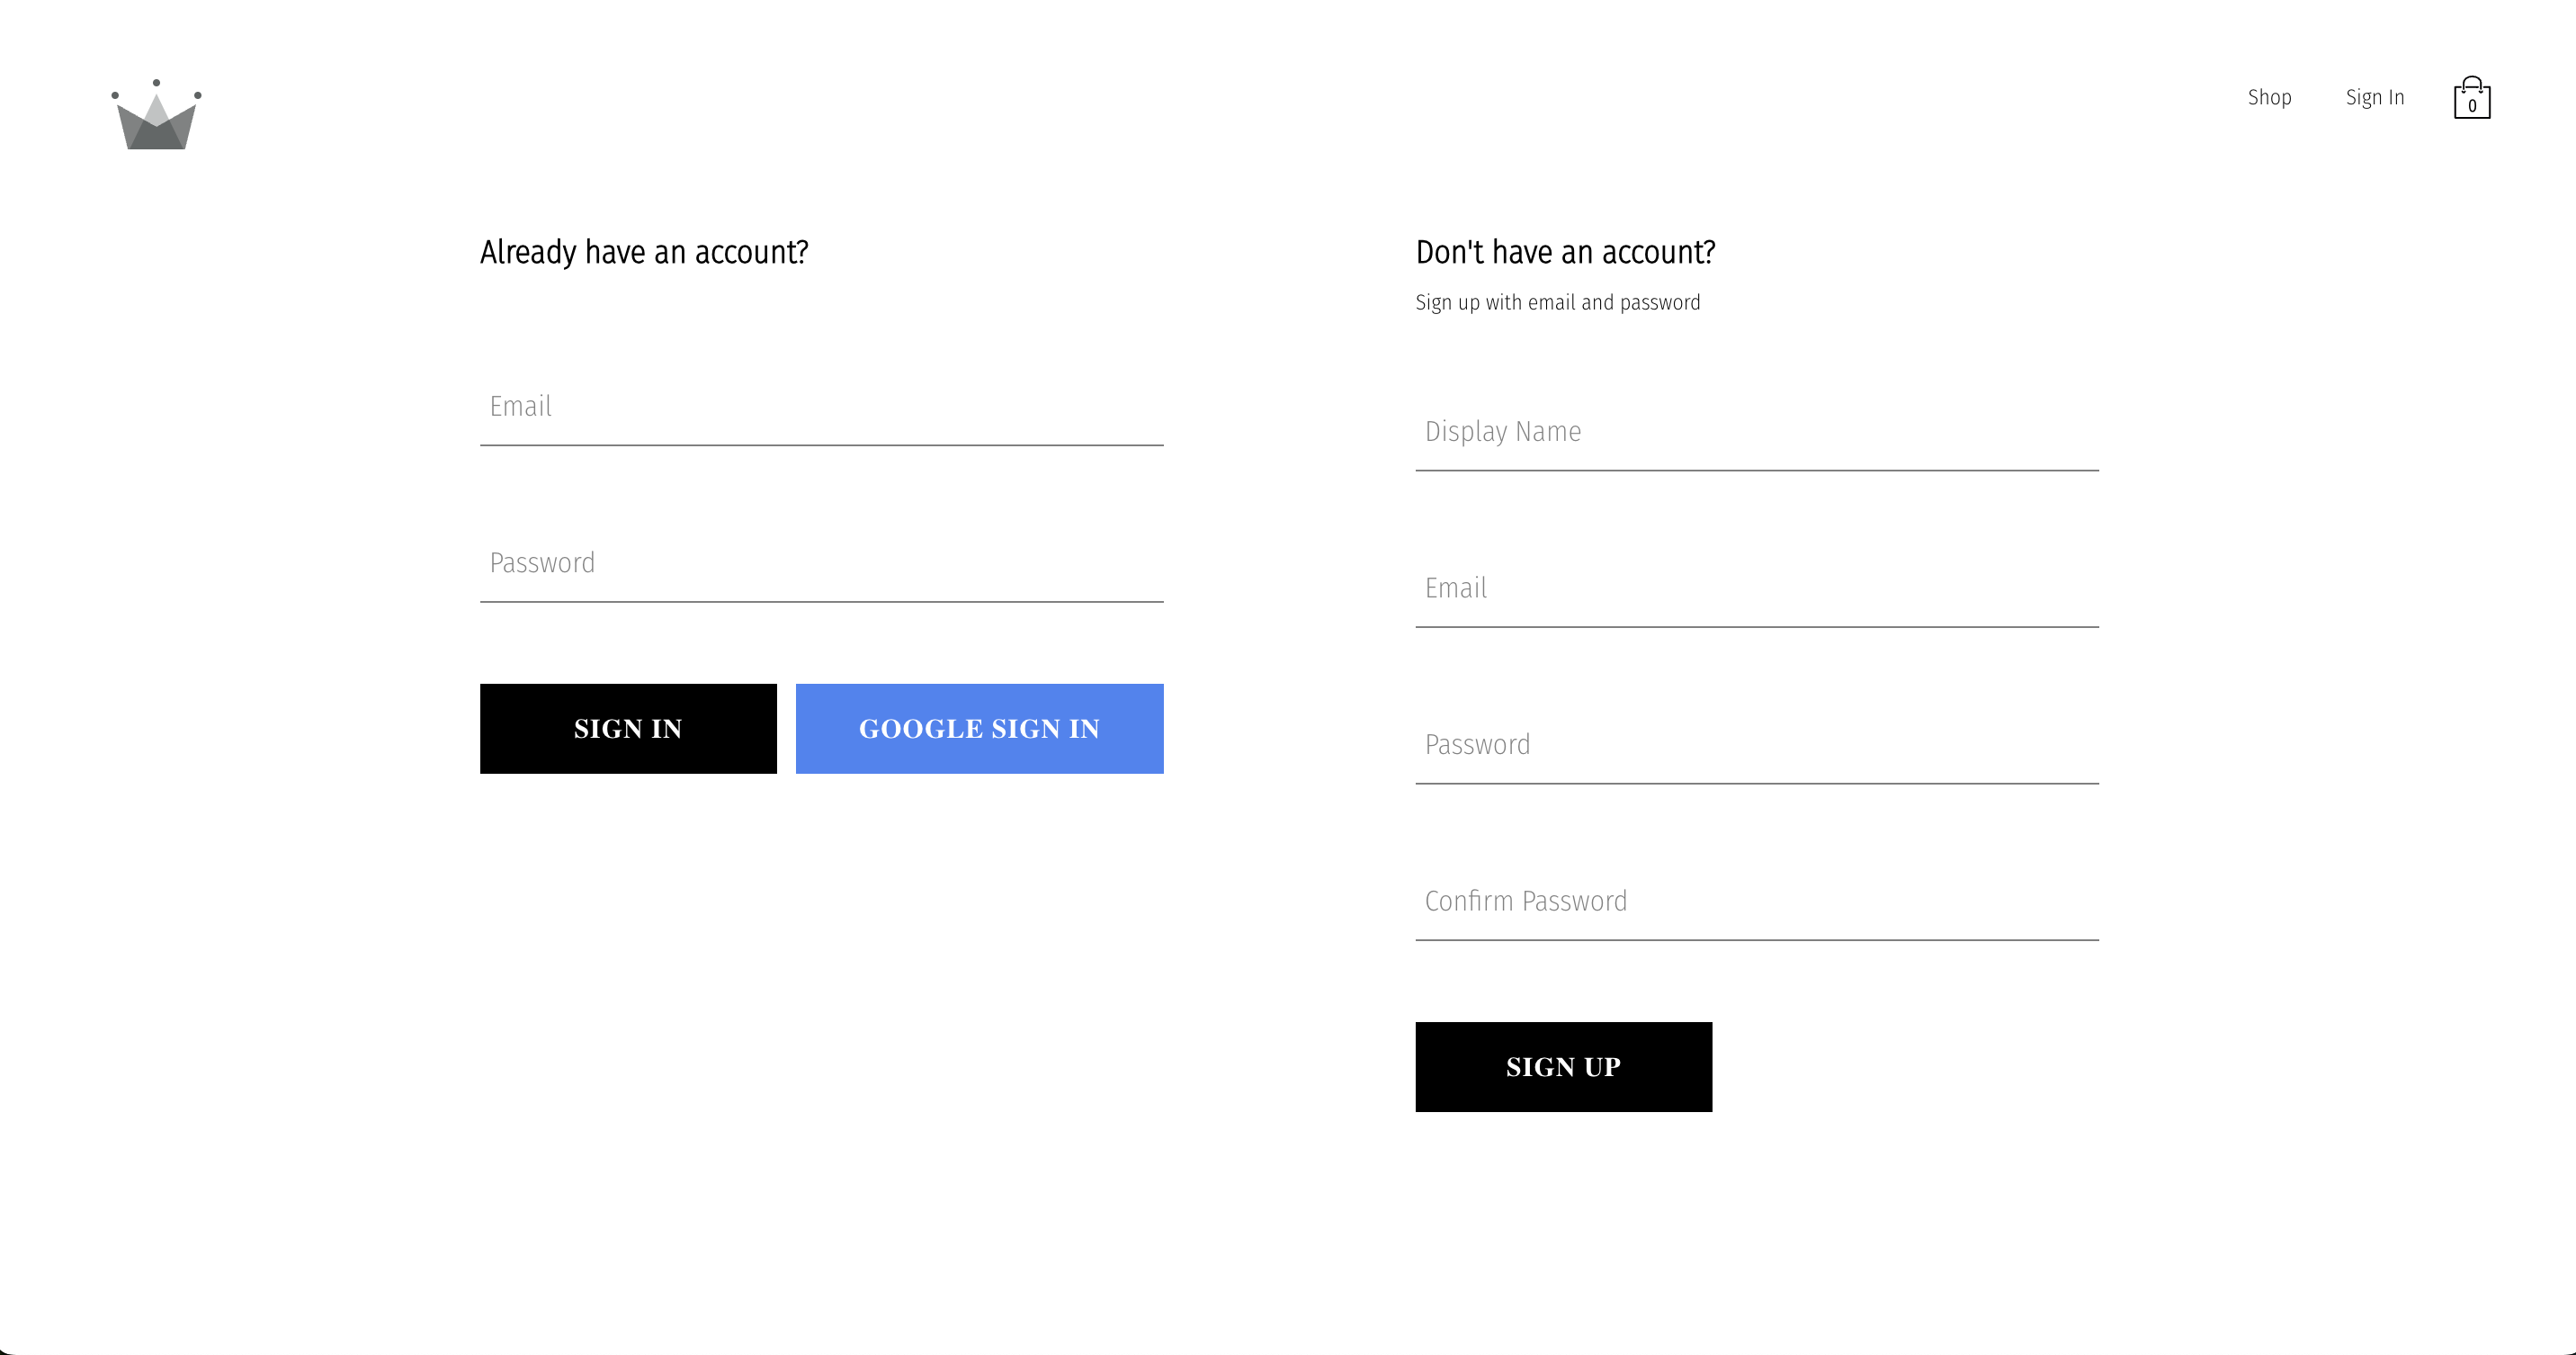 Shop
Sign In
0
Already have an account?
Email
Password
SIGN IN
GOOGLE SIGN IN
Don't have an account?
Sign up with email and password
Display Name
Email
Password
Confirm Password
SIGN UP